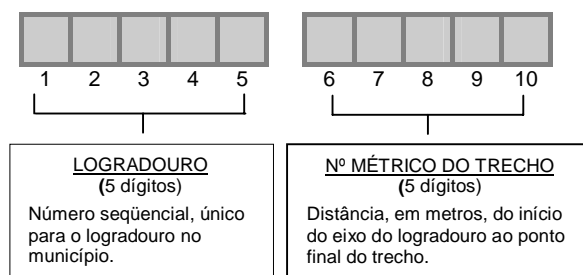 1 2 3 4 5 6 7 8 9 10
LOGRADOURO
(5 dígitos)
Número seqüencial, único
para o logradouro no
município.
Nº MÉTRICO DO TRECHO
(5 dígitos)
Distância, em metros, do início
do eixo do logradouro ao ponto
final do trecho.